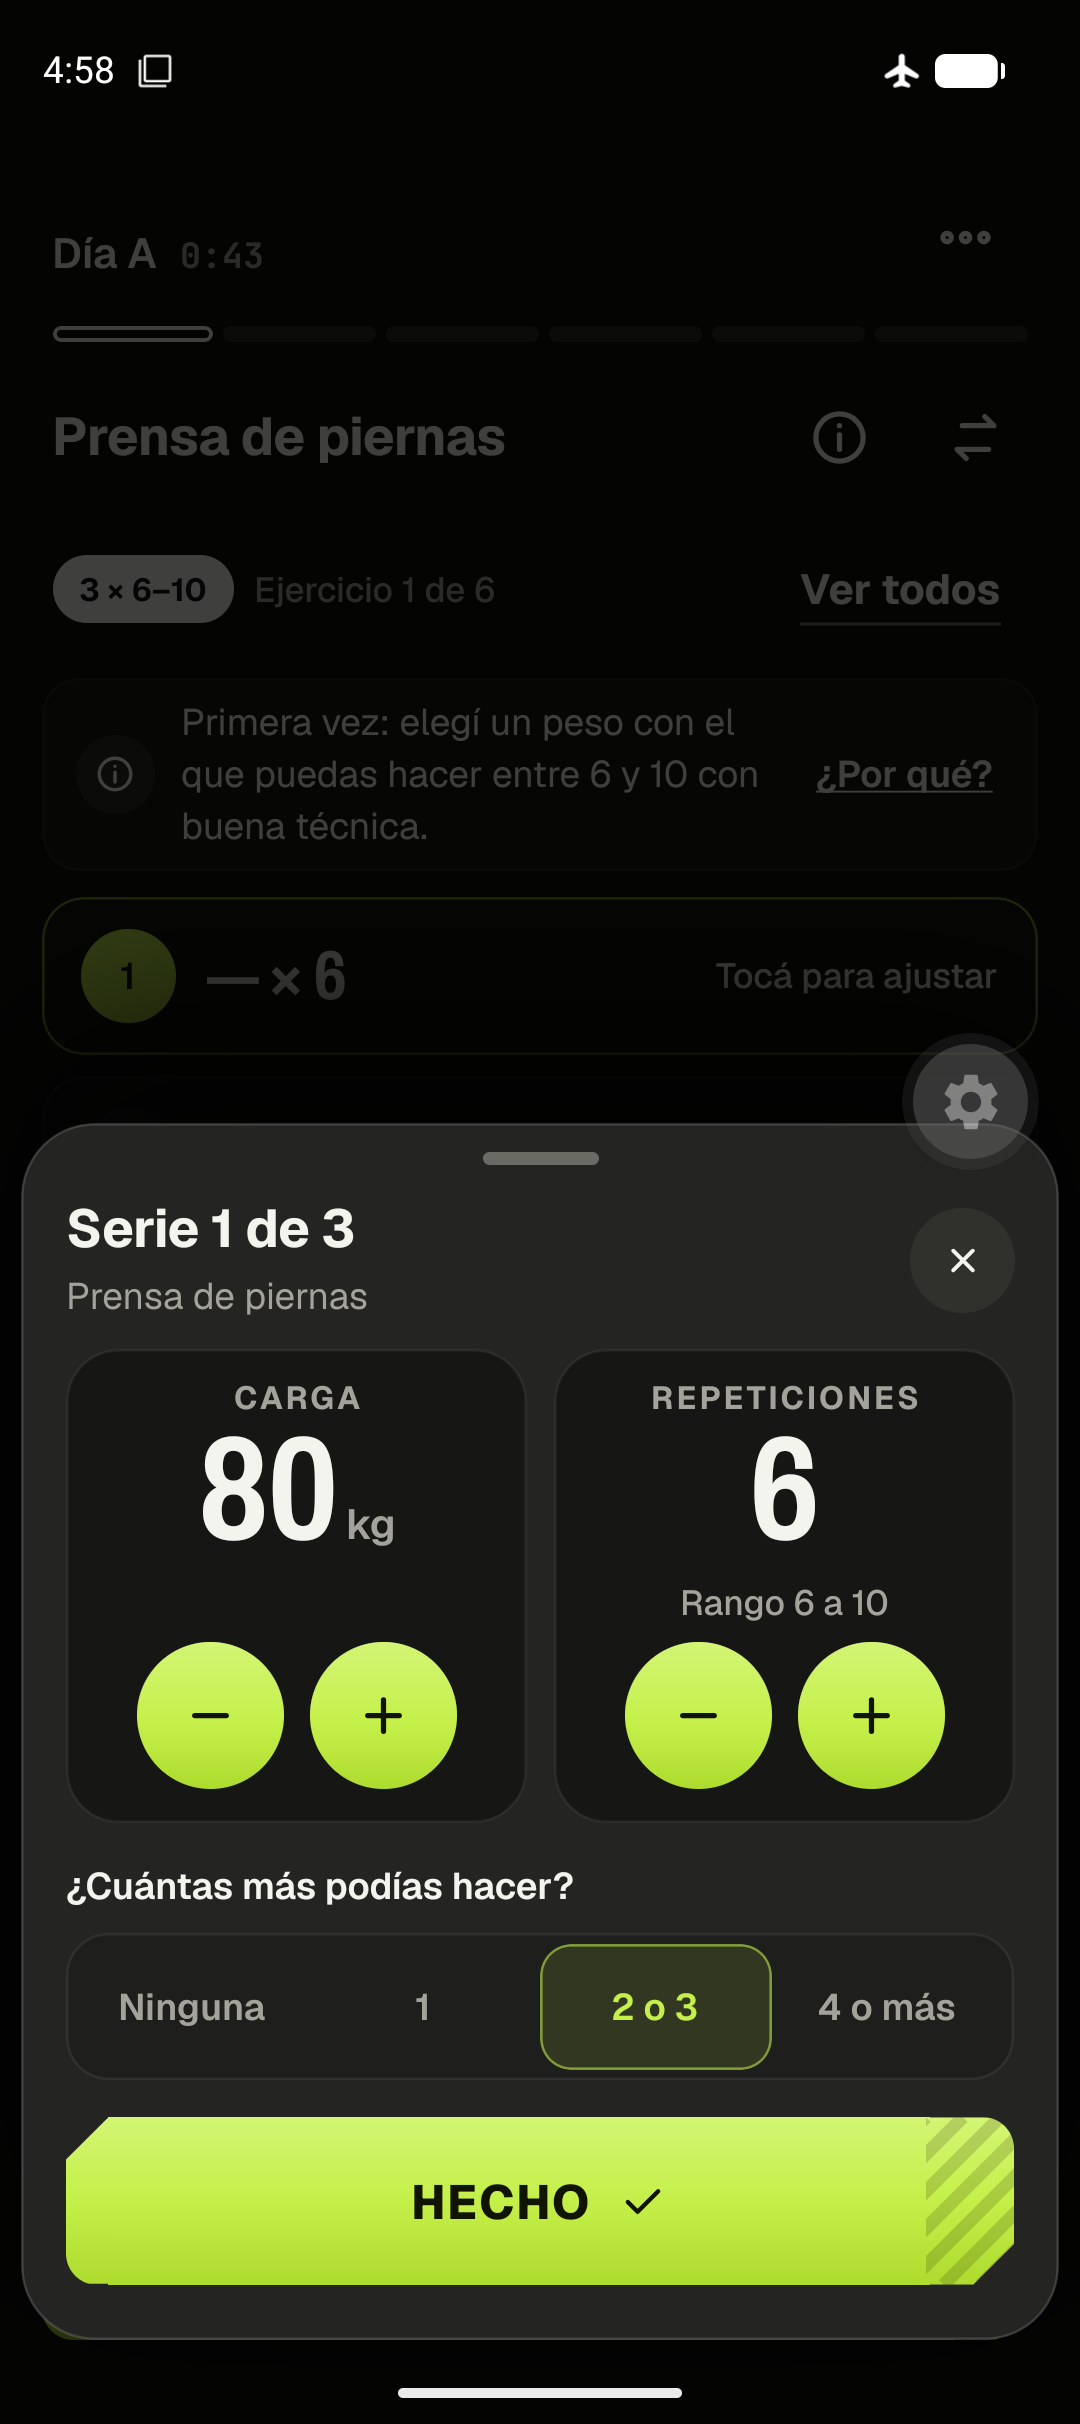 4:58
Día A 0:43
Prensa de piernas
3 × 6–10 Ejercicio 1 de 6 Ver todos
Primera vez: elegí un peso con el
que puedas hacer entre 6 y 10 con
buena técnica.
¿Por qué?
1 — × 6 Tocá para ajustar
Serie 1 de 3
Prensa de piernas
CARGA
80 kg
REPETICIONES
6
Rango 6 a 10
¿Cuántas más podías hacer?
Ninguna 1 2 o 3 4 o más
HECHO